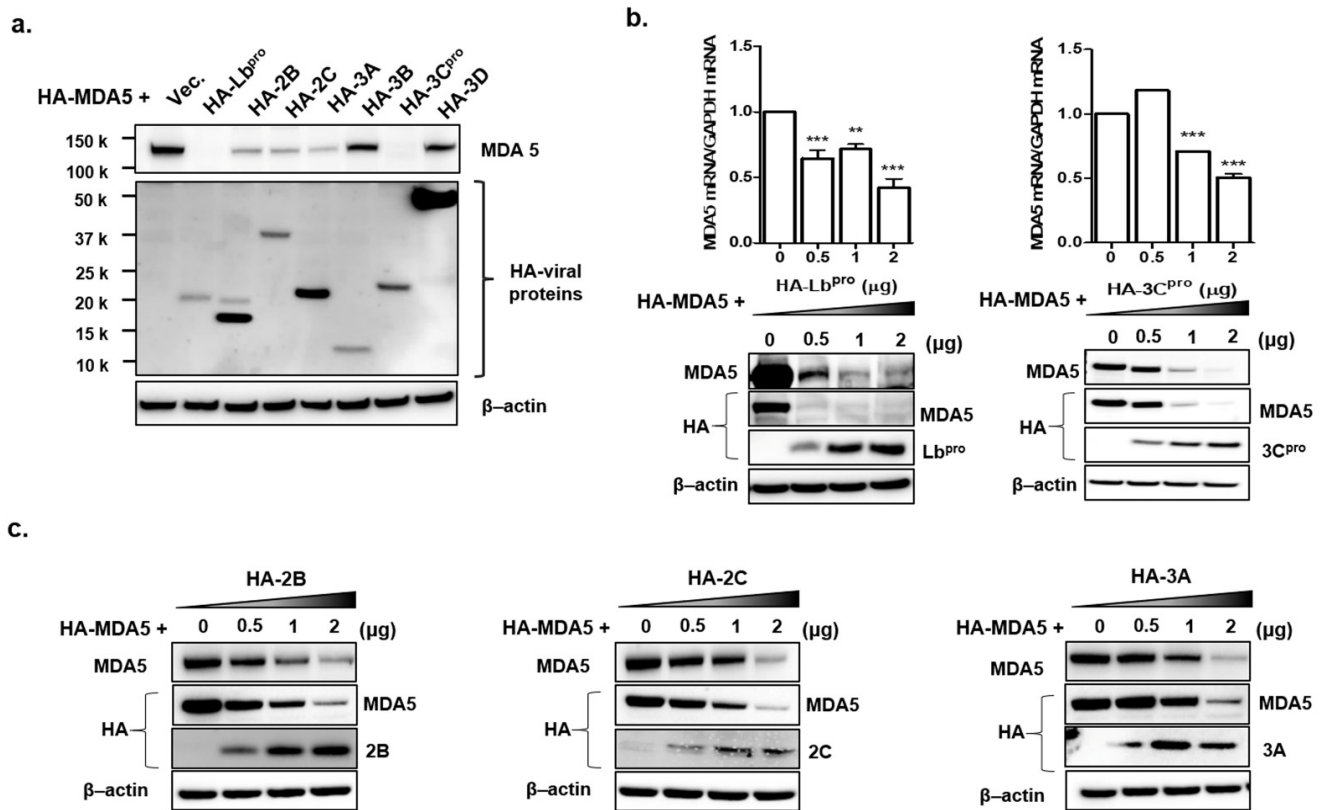 a.
HA-MDA5 +
Vec.
HA-Lbpro
HA-2B
HA-2C
HA-3A
HA-3B
HA-3Cpro
HA-3D
150 k
100 k
MDA 5
50 k
37 k
25 k
20 k
15 k
10 k
HA-viral
proteins
β–actin
b.
MDA5 mRNA/GAPDH mRNA
1.5
1.0
0.5
0.0
*** ** ***
0 0.5 1 2
HA-Lbpro (μg)
HA-MDA5 +
0 0.5 1 2 (μg)
MDA5
HA
MDA5
Lbpro
β–actin
MDA5 mRNA/GAPDH mRNA
1.5
1.0
0.5
0.0
*** ***
0 0.5 1 2
HA-3Cpro (μg)
HA-MDA5 +
0 0.5 1 2 (μg)
MDA5
HA
MDA5
3Cpro
β–actin
c.
HA-2B
HA-MDA5 + 0 0.5 1 2 (μg)
MDA5
HA
MDA5
2B
β–actin
HA-2C
HA-MDA5 + 0 0.5 1 2 (μg)
MDA5
HA
MDA5
2C
β–actin
HA-3A
HA-MDA5 + 0 0.5 1 2 (μg)
MDA5
HA
MDA5
3A
β–actin